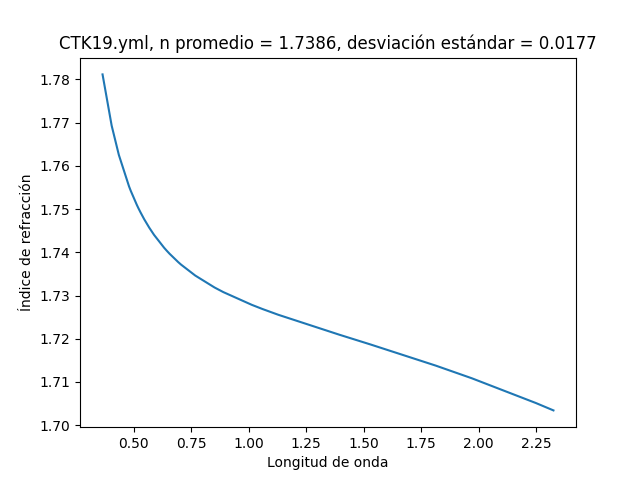 CTK19.yml, n promedio = 1.7386, desviación estándar = 0.0177
1.78
1.77
1.76
1.75
1.74
1.73
1.72
1.71
1.70
Índice de refracción
0.50 0.75 1.00 1.25 1.50 1.75 2.00 2.25
Longitud de onda